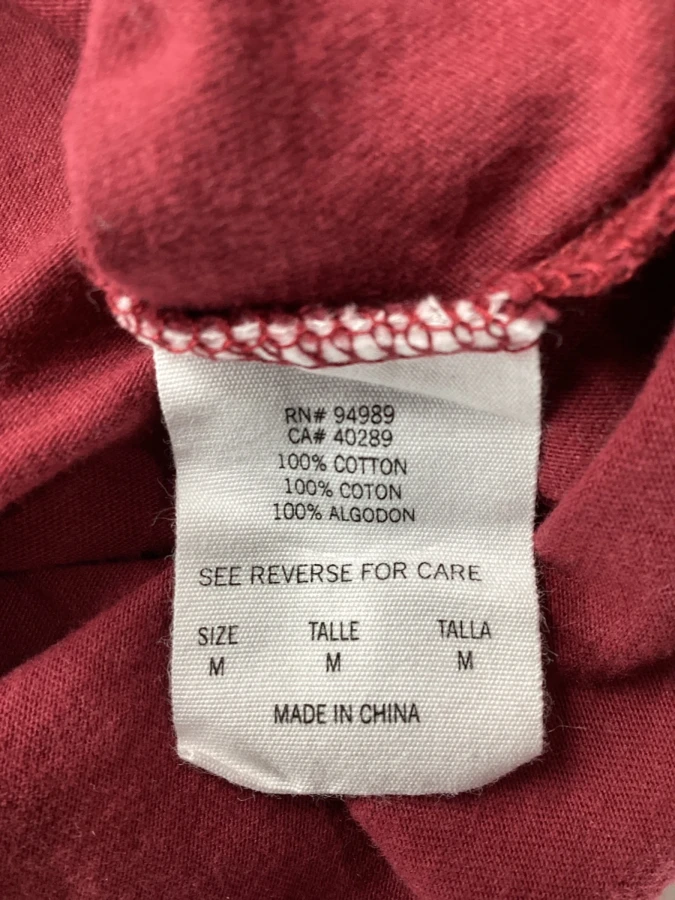 RN# 94989
CA# 40289
100% COTTON
100% COTON
100% ALGODON
SEE REVERSE FOR CARE
SIZE TALLE TALLA
M M M
MADE IN CHINA